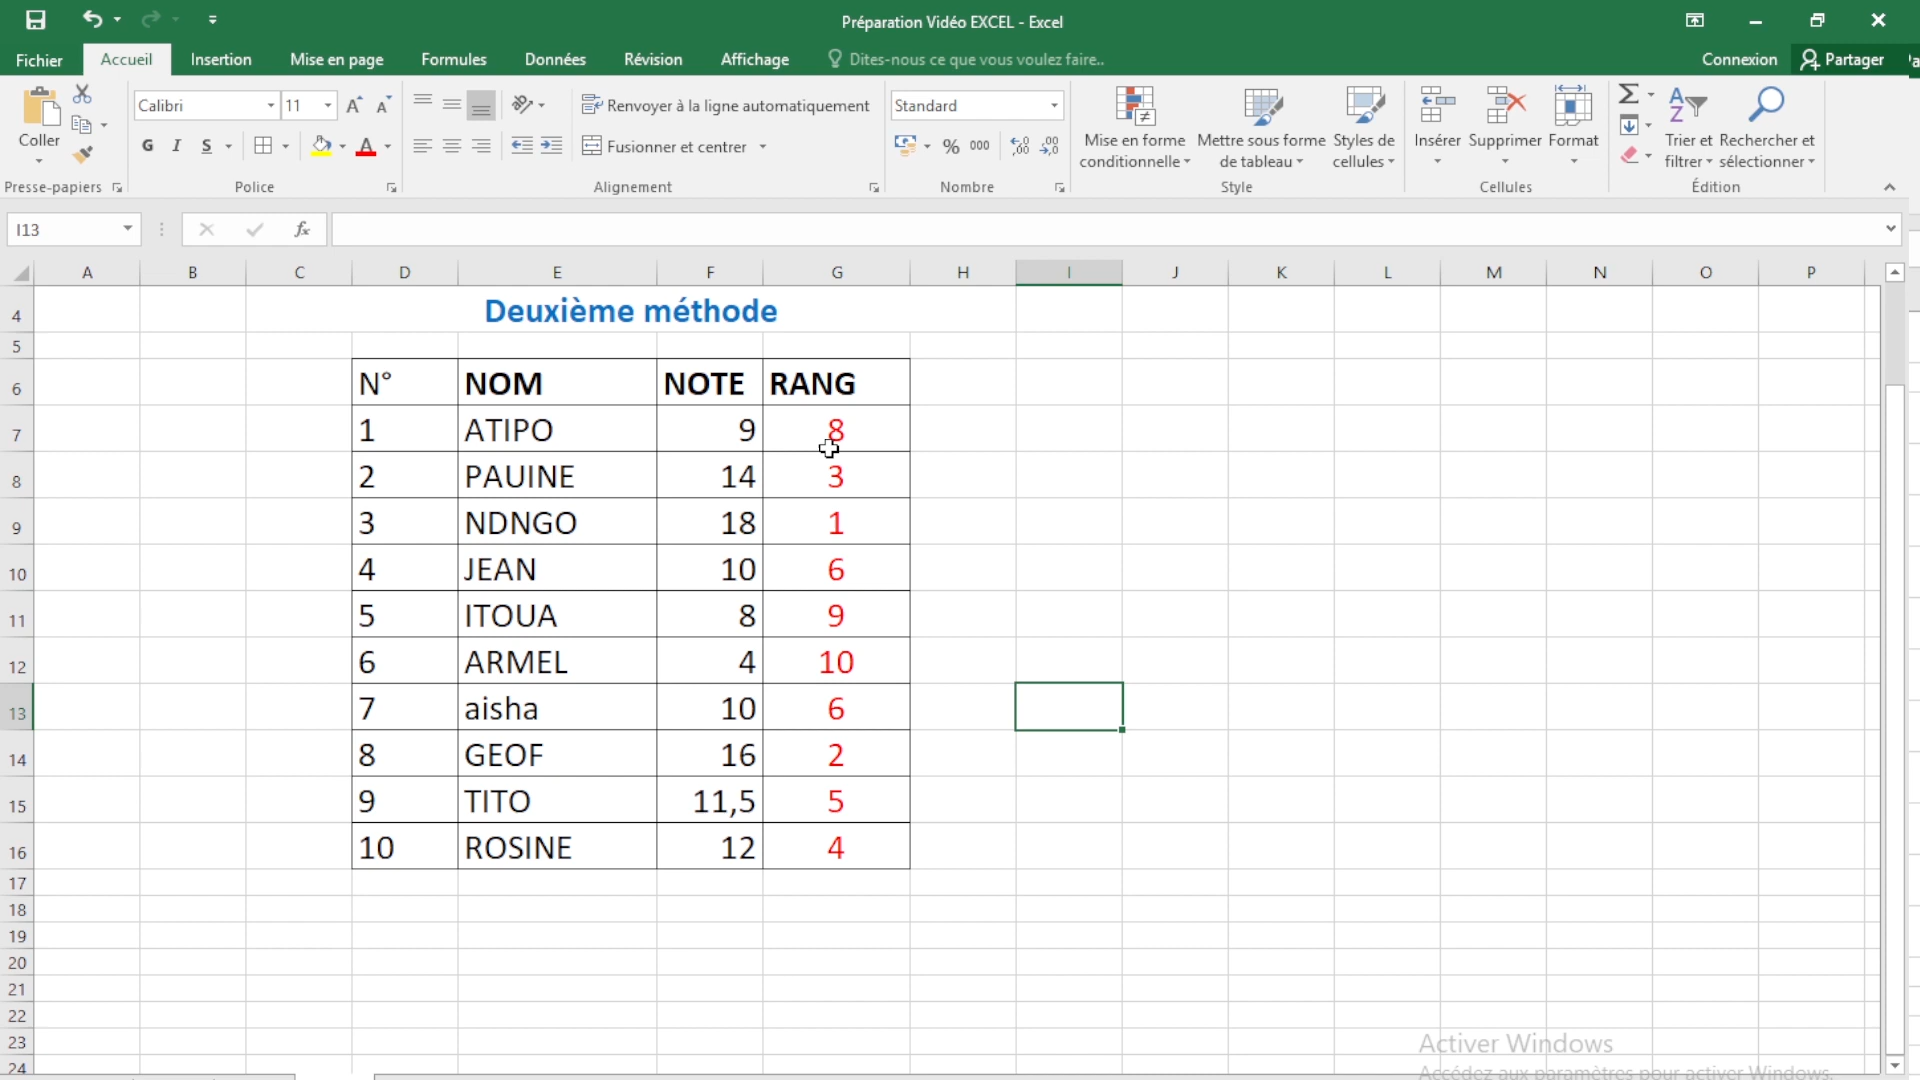 Préparation Vidéo EXCEL - Excel
Fichier Accueil Insertion Mise en page Formules Données Révision Affichage Dites-nous ce que vous voulez faire.. Connexion Partager
Coller
Presse-papiers
Calibri 11
G I S A
Police
Renvoyer à la ligne automatiquement
Fusionner et centrer
Alignement
Standard
% 000
Nombre
Mise en forme conditionnelle
Mettre sous forme de tableau
Styles de cellules
Style
Insérer Supprimer Format
Cellules
Trier et filtrer
Rechercher et sélectionner
Édition
I13 fx
A B C D E F G H I J K L M N O P
4 Deuxième méthode
5
6 N° NOM NOTE RANG
7 1 ATIPO 9 8
8 2 PAUINE 14 3
9 3 NDNGO 18 1
10 4 JEAN 10 6
11 5 ITOUA 8 9
12 6 ARMEL 4 10
13 7 aisha 10 6
14 8 GEOF 16 2
15 9 TITO 11,5 5
16 10 ROSINE 12 4
17
18
19
20
21
22
23
24
Activer Windows
Accédez aux paramètres pour activer Windows.